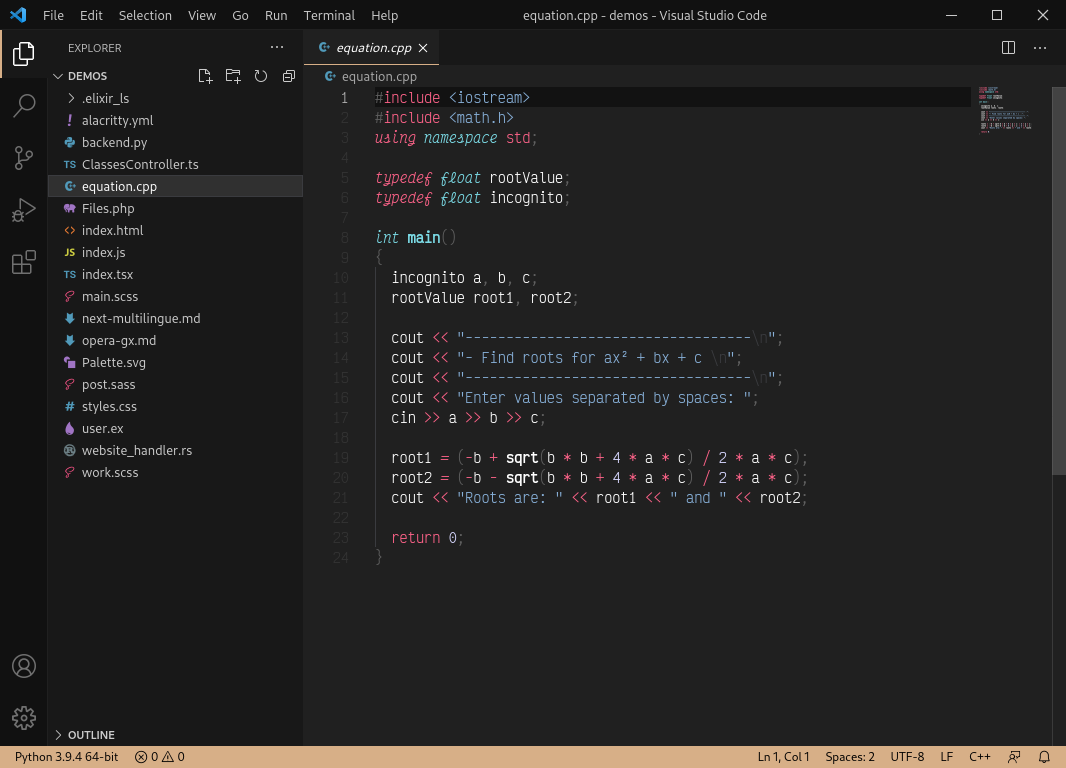 File Edit Selection View Go Run Terminal Help equation.cpp - demos - Visual Studio Code
EXPLORER
DEMOS
.elixir_ls
! alacritty.yml
backend.py
TS ClassesController.ts
equation.cpp
Files.php
<> index.html
JS index.js
TS index.tsx
main.scss
next-multilingue.md
opera-gx.md
Palette.svg
post.sass
# styles.css
user.ex
website_handler.rs
work.scss
OUTLINE
equation.cpp
equation.cpp
1 #include <iostream>
2 #include <math.h>
3 using namespace std;
4
5 typedef float rootValue;
6 typedef float incognito;
7
8 int main()
9 {
10 incognito a, b, c;
11 rootValue root1, root2;
12
13 cout << "-----------------------------------\n";
14 cout << "- Find roots for ax² + bx + c \n";
15 cout << "-----------------------------------\n";
16 cout << "Enter values separated by spaces: ";
17 cin >> a >> b >> c;
18
19 root1 = (-b + sqrt(b * b + 4 * a * c) / 2 * a * c);
20 root2 = (-b - sqrt(b * b + 4 * a * c) / 2 * a * c);
21 cout << "Roots are: " << root1 << " and " << root2;
22
23 return 0;
24 }
Python 3.9.4 64-bit 0 0 Ln 1, Col 1 Spaces: 2 UTF-8 LF C++